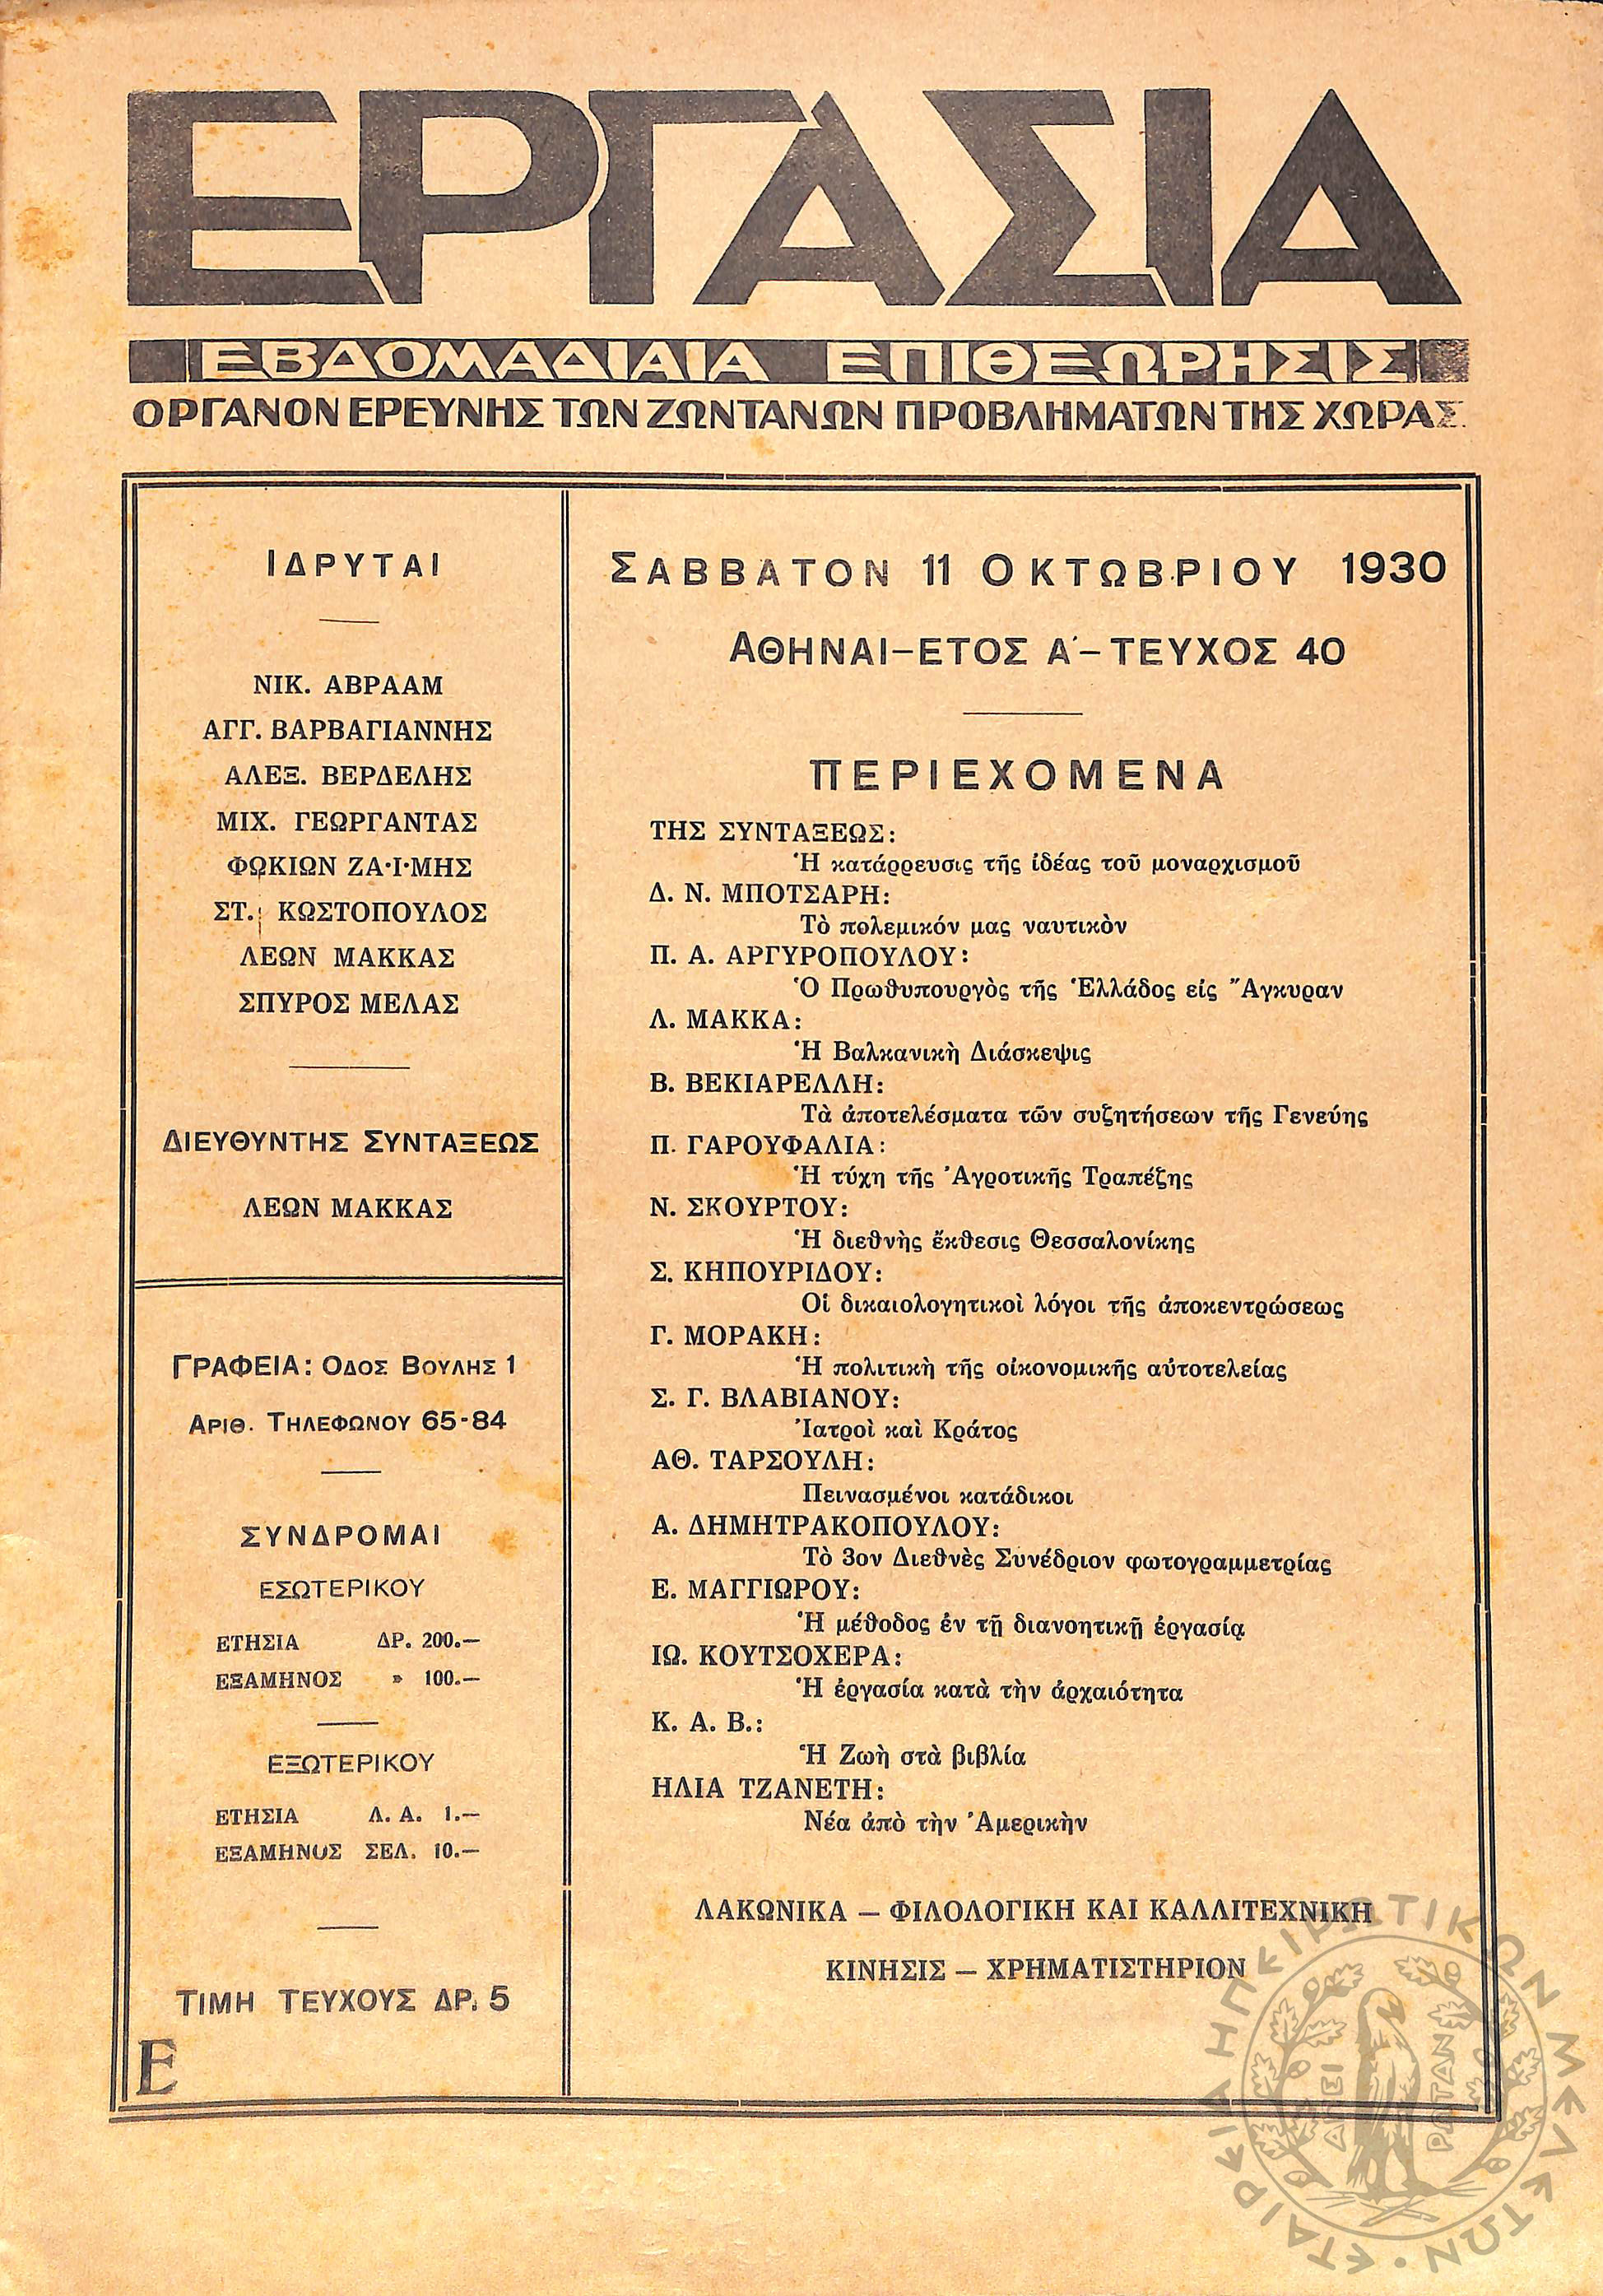 ΕΡΓΑΣΙΑ
ΕΒΔΟΜΑΔΙΑΙΑ ΕΠΙΘΕΩΡΗΣΙΣ
ΟΡΓΑΝΟΝ ΕΡΕΥΝΗΣ ΤΩΝ ΖΩΝΤΑΝΩΝ ΠΡΟΒΛΗΜΑΤΩΝ ΤΗΣ ΧΩΡΑΣ.
ΙΔΡΥΤΑΙ
ΝΙΚ. ΑΒΡΑΑΜ
ΑΓΓ. ΒΑΡΒΑΓΙΑΝΝΗΣ
ΑΛΕΞ. ΒΕΡΔΕΛΗΣ
ΜΙΧ. ΓΕΩΡΓΑΝΤΑΣ
ΦΩΚΙΩΝ ΖΑ·Ι·ΜΗΣ
ΣΤ. ΚΩΣΤΟΠΟΥΛΟΣ
ΛΕΩΝ ΜΑΚΚΑΣ
ΣΠΥΡΟΣ ΜΕΛΑΣ
ΔΙΕΥΘΥΝΤΗΣ ΣΥΝΤΑΞΕΩΣ
ΛΕΩΝ ΜΑΚΚΑΣ
ΓΡΑΦΕΙΑ: ΟΔΟΣ ΒΟΥΛΗΣ 1
ΑΡΙΘ. ΤΗΛΕΦΩΝΟΥ 65-84
ΣΥΝΔΡΟΜΑΙ
ΕΣΩΤΕΡΙΚΟΥ
ΕΤΗΣΙΑ ΔΡ. 200.—
ΕΞΑΜΗΝΟΣ » 100.—
ΕΞΩΤΕΡΙΚΟΥ
ΕΤΗΣΙΑ Λ. Α. 1.—
ΕΞΑΜΗΝΟΣ ΣΕΛ. 10.—
ΤΙΜΗ ΤΕΥΧΟΥΣ ΔΡ. 5
Ε
ΣΑΒΒΑΤΟΝ 11 ΟΚΤΩΒΡΙΟΥ 1930
ΑΘΗΝΑΙ–ΕΤΟΣ Α΄–ΤΕΥΧΟΣ 40
ΠΕΡΙΕΧΟΜΕΝΑ
ΤΗΣ ΣΥΝΤΑΞΕΩΣ:
Ἡ κατάρρευσις τῆς ἰδέας τοῦ μοναρχισμοῦ
Δ. Ν. ΜΠΟΤΣΑΡΗ:
Τὸ πολεμικόν μας ναυτικὸν
Π. Α. ΑΡΓΥΡΟΠΟΥΛΟΥ:
Ὁ Πρωθυπουργὸς τῆς Ἑλλάδος εἰς Ἄγκυραν
Λ. ΜΑΚΚΑ:
Ἡ Βαλκανικὴ Διάσκεψις
Β. ΒΕΚΙΑΡΕΛΛΗ:
Τὰ ἀποτελέσματα τῶν συζητήσεων τῆς Γενεύης
Π. ΓΑΡΟΥΦΑΛΙΑ:
Ἡ τύχη τῆς Ἀγροτικῆς Τραπέζης
Ν. ΣΚΟΥΡΤΟΥ:
Ἡ διεθνὴς ἔκθεσις Θεσσαλονίκης
Σ. ΚΗΠΟΥΡΙΔΟΥ:
Οἱ δικαιολογητικοὶ λόγοι τῆς ἀποκεντρώσεως
Γ. ΜΟΡΑΚΗ:
Ἡ πολιτικὴ τῆς οἰκονομικῆς αὐτοτελείας
Σ. Γ. ΒΛΑΒΙΑΝΟΥ:
Ἰατροὶ καὶ Κράτος
ΑΘ. ΤΑΡΣΟΥΛΗ:
Πεινασμένοι κατάδικοι
Α. ΔΗΜΗΤΡΑΚΟΠΟΥΛΟΥ:
Τὸ 3ον Διεθνὲς Συνέδριον φωτογραμμετρίας
Ε. ΜΑΓΓΙΩΡΟΥ:
Ἡ μέθοδος ἐν τῇ διανοητικῇ ἐργασίᾳ
ΙΩ. ΚΟΥΤΣΟΧΕΡΑ:
Ἡ ἐργασία κατὰ τὴν ἀρχαιότητα
Κ. Α. Β.:
Ἡ Ζωὴ στὰ βιβλία
ΗΛΙΑ ΤΖΑΝΕΤΗ:
Νέα ἀπὸ τὴν Ἀμερικὴν
ΛΑΚΩΝΙΚΑ — ΦΙΛΟΛΟΓΙΚΗ ΚΑΙ ΚΑΛΛΙΤΕΧΝΙΚΗ
ΚΙΝΗΣΙΣ — ΧΡΗΜΑΤΙΣΤΗΡΙΟΝ
ΕΤΑΙΡΕΙΑ ΗΠΕΙΡΩΤΙΚΩΝ ΜΕΛΕΤΩΝ
ΑΠΕΙ ΡΩΤΑΝ